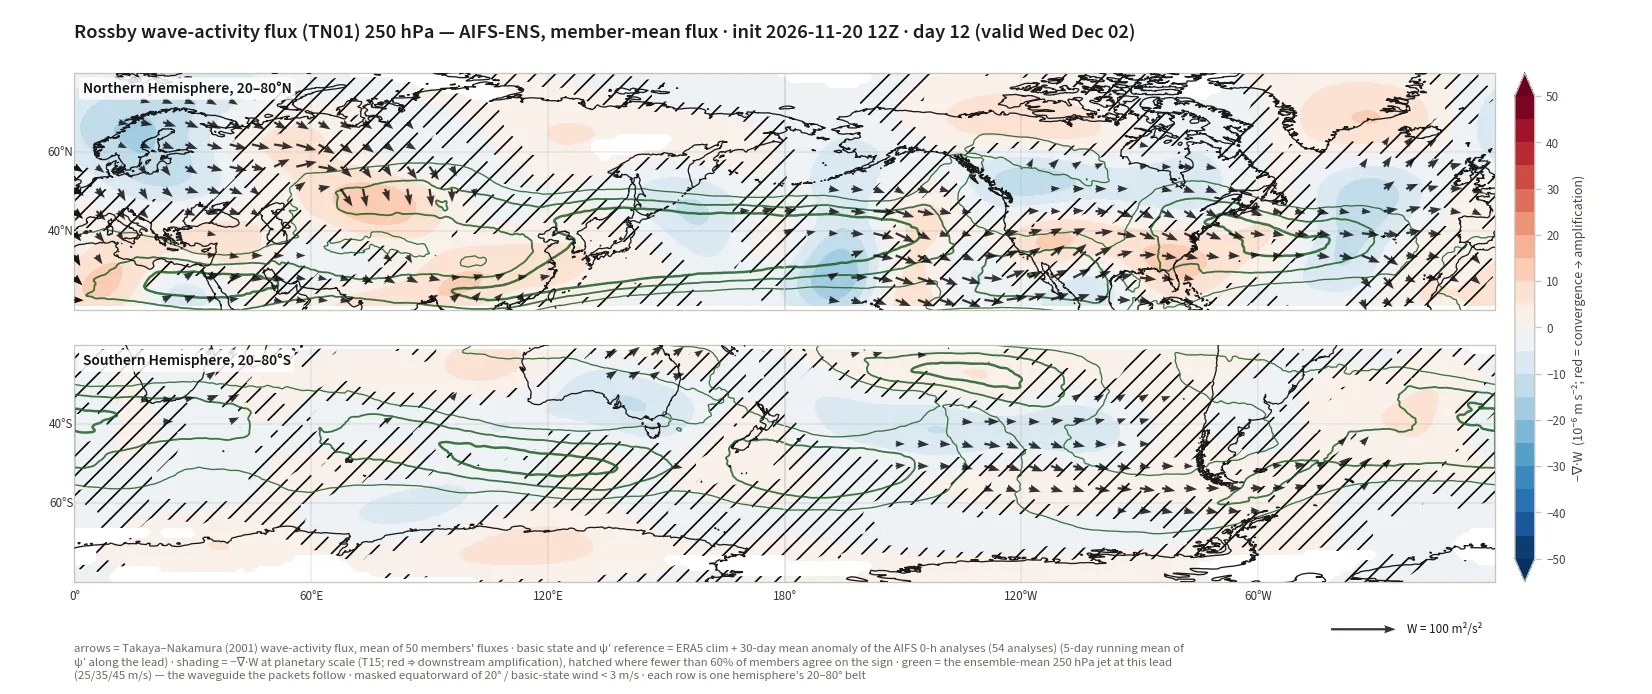 Rossby wave-activity flux (TN01) 250 hPa — AIFS-ENS, member-mean flux · init 2026-11-20 12Z · day 12 (valid Wed Dec 02)
Northern Hemisphere, 20–80°N
60°N
40°N
Southern Hemisphere, 20–80°S
40°S
60°S
0°
60°E
120°E
180°
120°W
60°W
50
40
30
20
10
0
−10
−20
−30
−40
−50
−∇·W (10⁻⁶ m s⁻²; red = convergence → amplification)
W = 100 m²/s²
arrows = Takaya–Nakamura (2001) wave-activity flux, mean of 50 members' fluxes · basic state and ψ' reference = ERA5 clim + 30-day mean anomaly of the AIFS 0-h analyses (54 analyses) (5-day running mean of
ψ' along the lead) · shading = −∇·W at planetary scale (T15; red ⇒ downstream amplification), hatched where fewer than 60% of members agree on the sign · green = the ensemble-mean 250 hPa jet at this lead
(25/35/45 m/s) — the waveguide the packets follow · masked equatorward of 20° / basic-state wind < 3 m/s · each row is one hemisphere's 20–80° belt